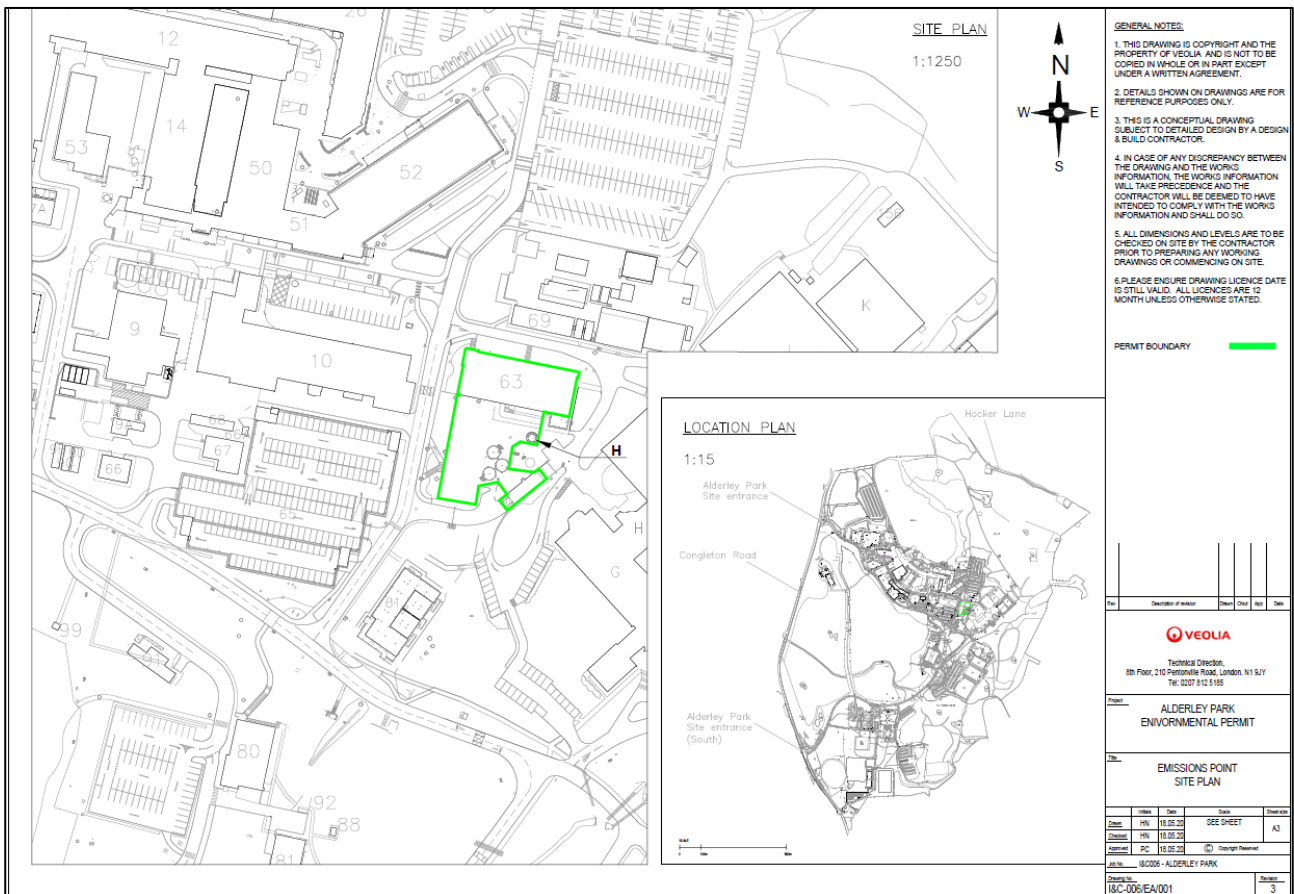 SITE PLAN
1:1250
26
12
14
53
50
52
51
9
10
69
K
63
H
68
67
66
65
81
H
G
99
80
92
88
81
N
W
E
S
LOCATION PLAN
1:15
Hocker Lane
Alderley Park
Site entrance
Congleton Road
Alderley Park
Site entrance
(South)
GENERAL NOTES:
1. THIS DRAWING IS COPYRIGHT AND THE
PROPERTY OF VEOLIA AND IS NOT TO BE
COPIED IN WHOLE OR IN PART EXCEPT
UNDER A WRITTEN AGREEMENT.
2. DETAILS SHOWN ON DRAWINGS ARE FOR
REFERENCE PURPOSES ONLY.
3. THIS IS A CONCEPTUAL DRAWING
SUBJECT TO DETAILED DESIGN BY A DESIGN
& BUILD CONTRACTOR.
4. IN CASE OF ANY DISCREPANCY BETWEEN
THE DRAWING AND THE WORKS
INFORMATION, THE WORKS INFORMATION
WILL TAKE PRECEDENCE AND THE
CONTRACTOR WILL BE DEEMED TO HAVE
INTENDED TO COMPLY WITH THE WORKS
INFORMATION AND SHALL DO SO.
5. ALL DIMENSIONS AND LEVELS ARE TO BE
CHECKED ON SITE BY THE CONTRACTOR
PRIOR TO PREPARING ANY WORKING
DRAWINGS OR COMMENCING ON SITE.
6.PLEASE ENSURE DRAWING LICENCE DATE
IS STILL VALID. ALL LICENCES ARE 12
MONTH UNLESS OTHERWISE STATED.
PERMIT BOUNDARY
Rev Description of revision Drawn Chkd App Date
VEOLIA
Technical Direction,
8th Floor, 210 Pentonville Road, London. N1 9JY
Tel: 0207 812 5185
Project
ALDERLEY PARK
ENIVORNMENTAL PERMIT
Title
EMISSIONS POINT
SITE PLAN
Initials Date Scale Sheet size
Drawn HN 18.05.20 SEE SHEET A3
Checked HN 18.05.20
Approved PC 18.05.20 © Copyright Reserved
Job No. I&C006 - ALDERLEY PARK
Drawing No. Revision
I&C-006/EA/001 3